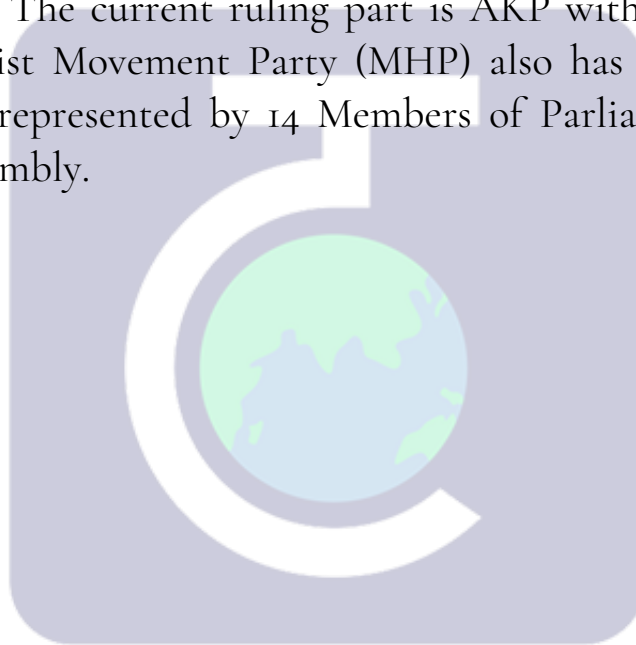 The current ruling part is AKP with
ist Movement Party (MHP) also has
represented by 14 Members of Parlia
mbly.